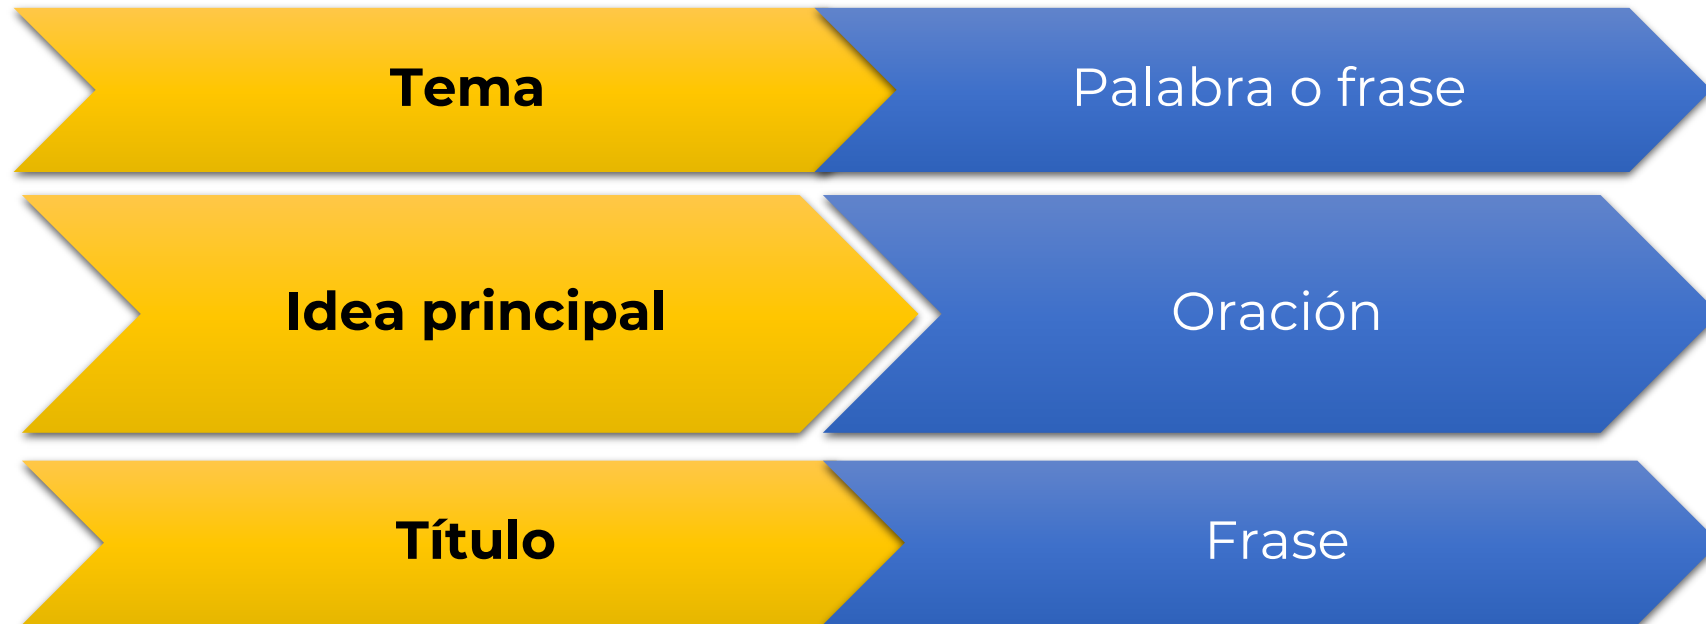 Tema
Palabra o frase
Idea principal
Oración
Título
Frase